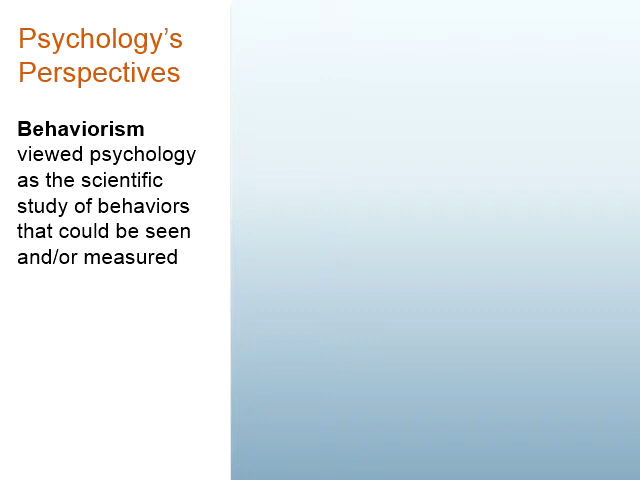 Psychology’s
Perspectives
Behaviorism
viewed psychology
as the scientific
study of behaviors
that could be seen
and/or measured